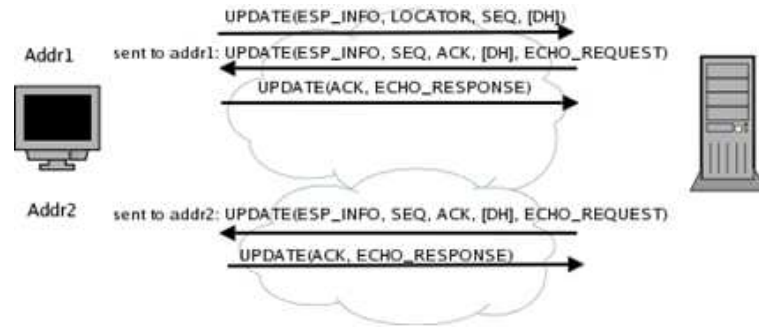 UPDATE(ESP_INFO, LOCATOR, SEQ, [DH])
Addr1
sent to addr1: UPDATE(ESP_INFO, SEQ, ACK, [DH], ECHO_REQUEST)
UPDATE(ACK, ECHO_RESPONSE)
Addr2
sent to addr2: UPDATE(ESP_INFO, SEQ, ACK, [DH], ECHO_REQUEST)
UPDATE(ACK, ECHO_RESPONSE)